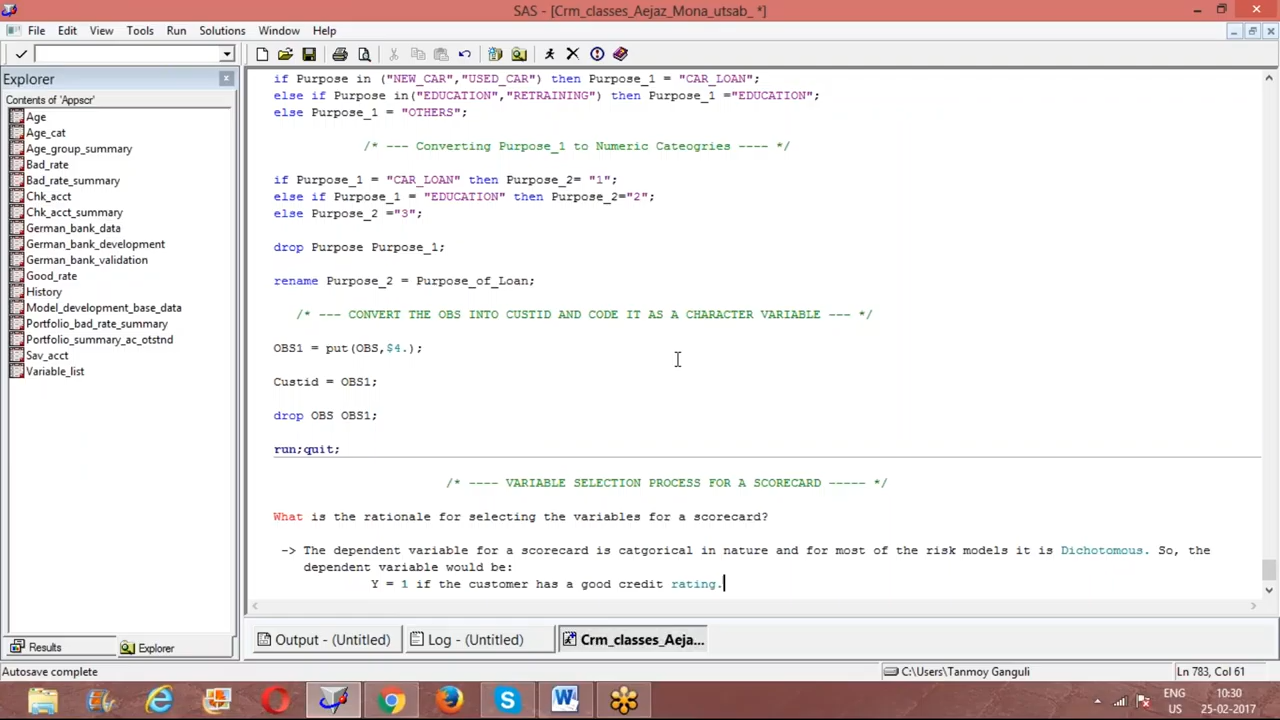 SAS - [Crm_classes_Aejaz_Mona_utsab_ *]
File Edit View Tools Run Solutions Window Help
Explorer
Contents of 'Appscr'
Age
Age_cat
Age_group_summary
Bad_rate
Bad_rate_summary
Chk_acct
Chk_acct_summary
German_bank_data
German_bank_development
German_bank_validation
Good_rate
History
Model_development_base_data
Portfolio_bad_rate_summary
Portfolio_summary_ac_otstnd
Sav_acct
Variable_list
if Purpose in ("NEW_CAR","USED_CAR") then Purpose_1 = "CAR_LOAN";
else if Purpose in("EDUCATION","RETRAINING") then Purpose_1 ="EDUCATION";
else Purpose_1 = "OTHERS";
/* --- Converting Purpose_1 to Numeric Cateogries ---- */
if Purpose_1 = "CAR_LOAN" then Purpose_2= "1";
else if Purpose_1 = "EDUCATION" then Purpose_2="2";
else Purpose_2 ="3";
drop Purpose Purpose_1;
rename Purpose_2 = Purpose_of_Loan;
/* --- CONVERT THE OBS INTO CUSTID AND CODE IT AS A CHARACTER VARIABLE --- */
OBS1 = put(OBS,$4.);
Custid = OBS1;
drop OBS OBS1;
run;quit;
/* ---- VARIABLE SELECTION PROCESS FOR A SCORECARD ----- */
What is the rationale for selecting the variables for a scorecard?
-> The dependent variable for a scorecard is catgorical in nature and for most of the risk models it is Dichotomous. So, the
dependent variable would be:
Y = 1 if the customer has a good credit rating.
Results
Explorer
Output - (Untitled)
Log - (Untitled)
Crm_classes_Aeja...
Autosave complete
C:\Users\Tanmoy Ganguli
Ln 783, Col 61
ENG
US
10:30
25-02-2017